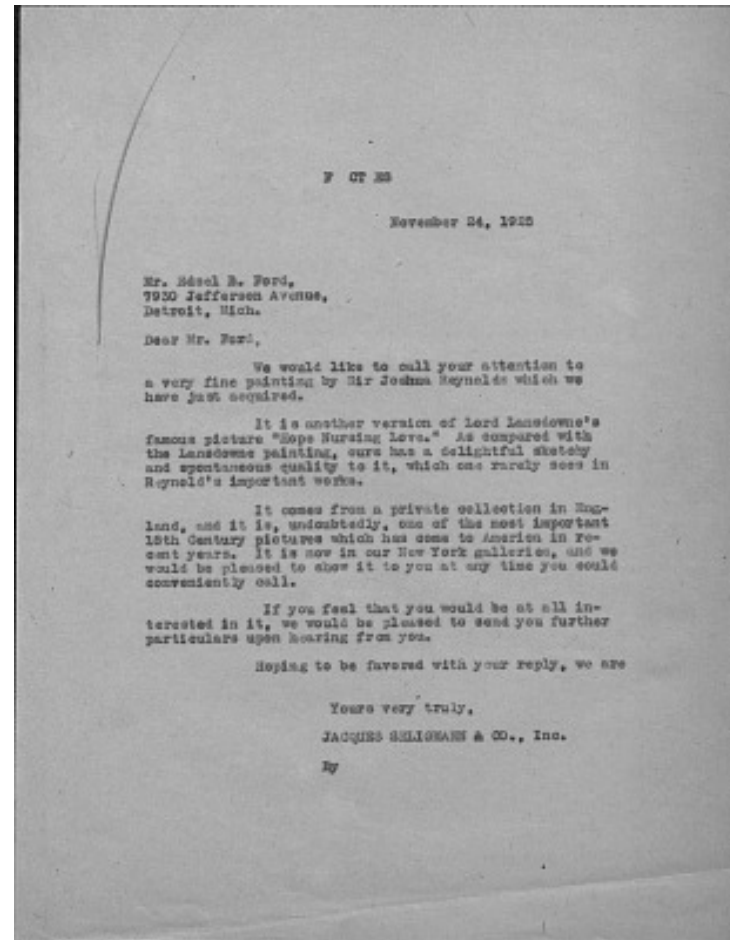 F CT ES
November 24, 1925
Mr. Edsel B. Ford,
7930 Jefferson Avenue,
Detroit, Mich.
Dear Mr. Ford,
We would like to call your attention to
a very fine painting by Sir Joshua Reynolds which we
have just acquired.
It is another version of Lord Lansdowne's
famous picture "Hope Nursing Love." As compared with
the Lansdowne painting, ours has a delightful sketchy
and spontaneous quality to it, which one rarely sees in
Reynold's important works.
It comes from a private collection in Eng-
land, and it is, undoubtedly, one of the most important
18th Century pictures which has come to America in re-
cent years. It is now in our New York galleries, and we
would be pleased to show it to you at any time you could
conveniently call.
If you feel that you would be at all in-
terested in it, we would be pleased to send you further
particulars upon hearing from you.
Hoping to be favored with your reply, we are
Yours very truly,
JACQUES SELIGMANN & CO., Inc.
By